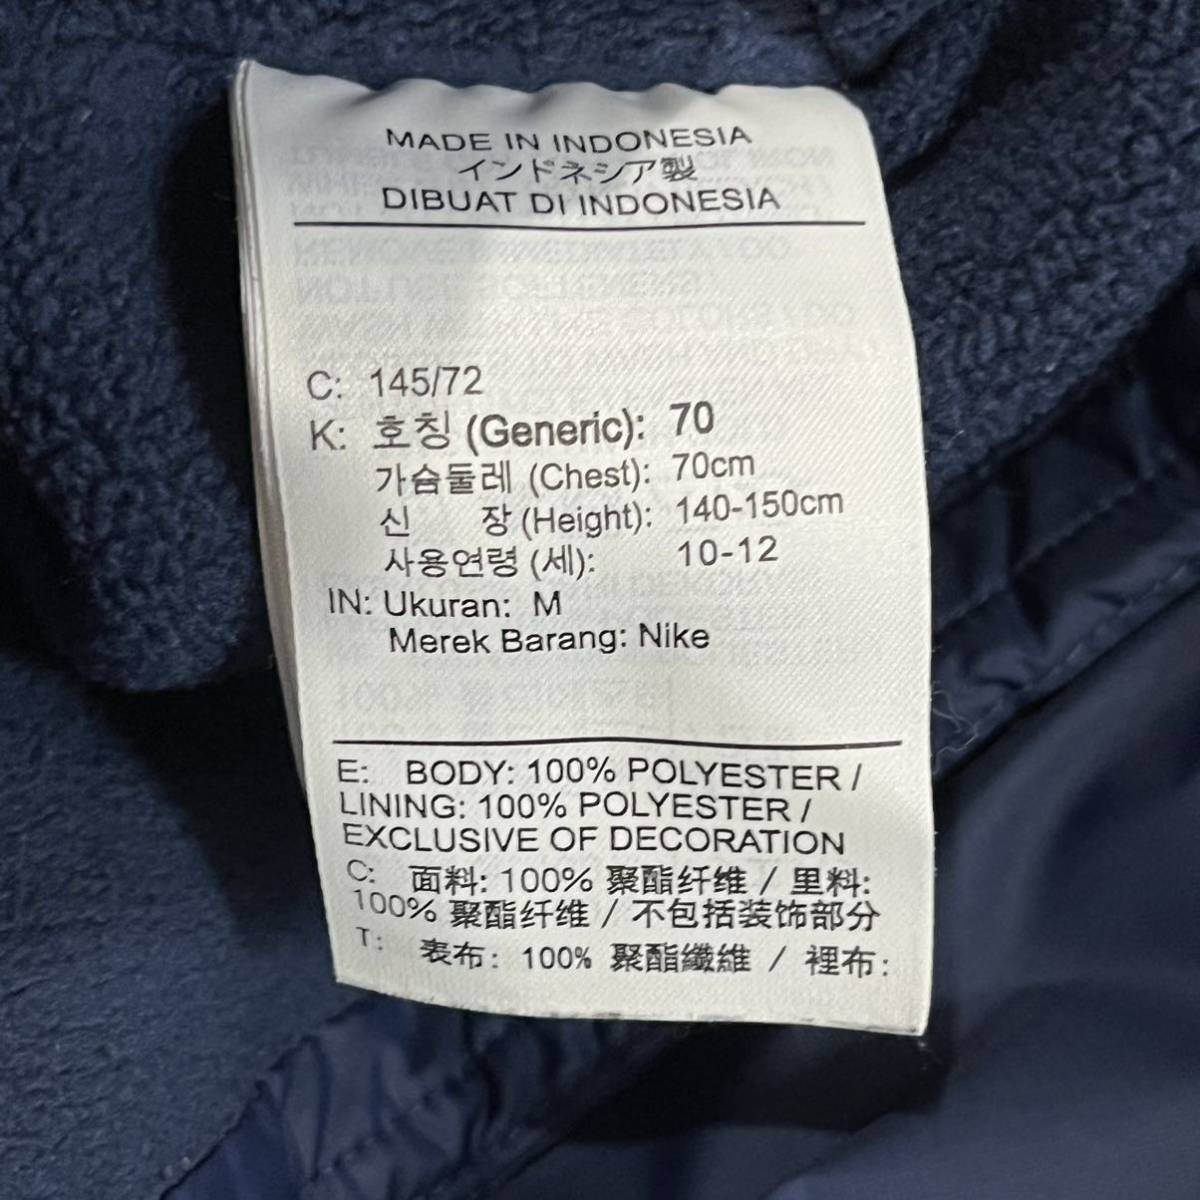 MADE IN INDONESIA
インドネシア製
DIBUAT DI INDONESIA
C: 145/72
K: 호칭 (Generic): 70
가슴둘레 (Chest): 70cm
신 장 (Height): 140-150cm
사용연령 (세): 10-12
IN: Ukuran: M
Merek Barang: Nike
E: BODY: 100% POLYESTER /
LINING: 100% POLYESTER /
EXCLUSIVE OF DECORATION
C: 面料: 100% 聚酯纤维 / 里料:
100% 聚酯纤维 / 不包括装饰部分
T: 表布: 100% 聚酯纖維 / 裡布: